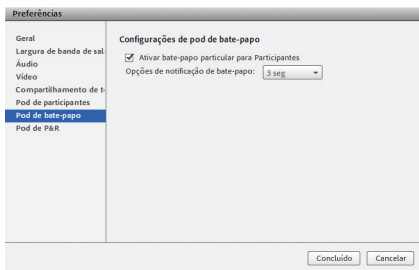 Preferências
Geral
Largura de banda de sal
Áudio
Vídeo
Compartilhamento de t
Pod de participantes
Pod de bate-papo
Pod de P&R
Configurações de pod de bate-papo
Ativar bate-papo particular para Participantes
Opções de notificação de bate-papo: 3 seg
Concluído Cancelar